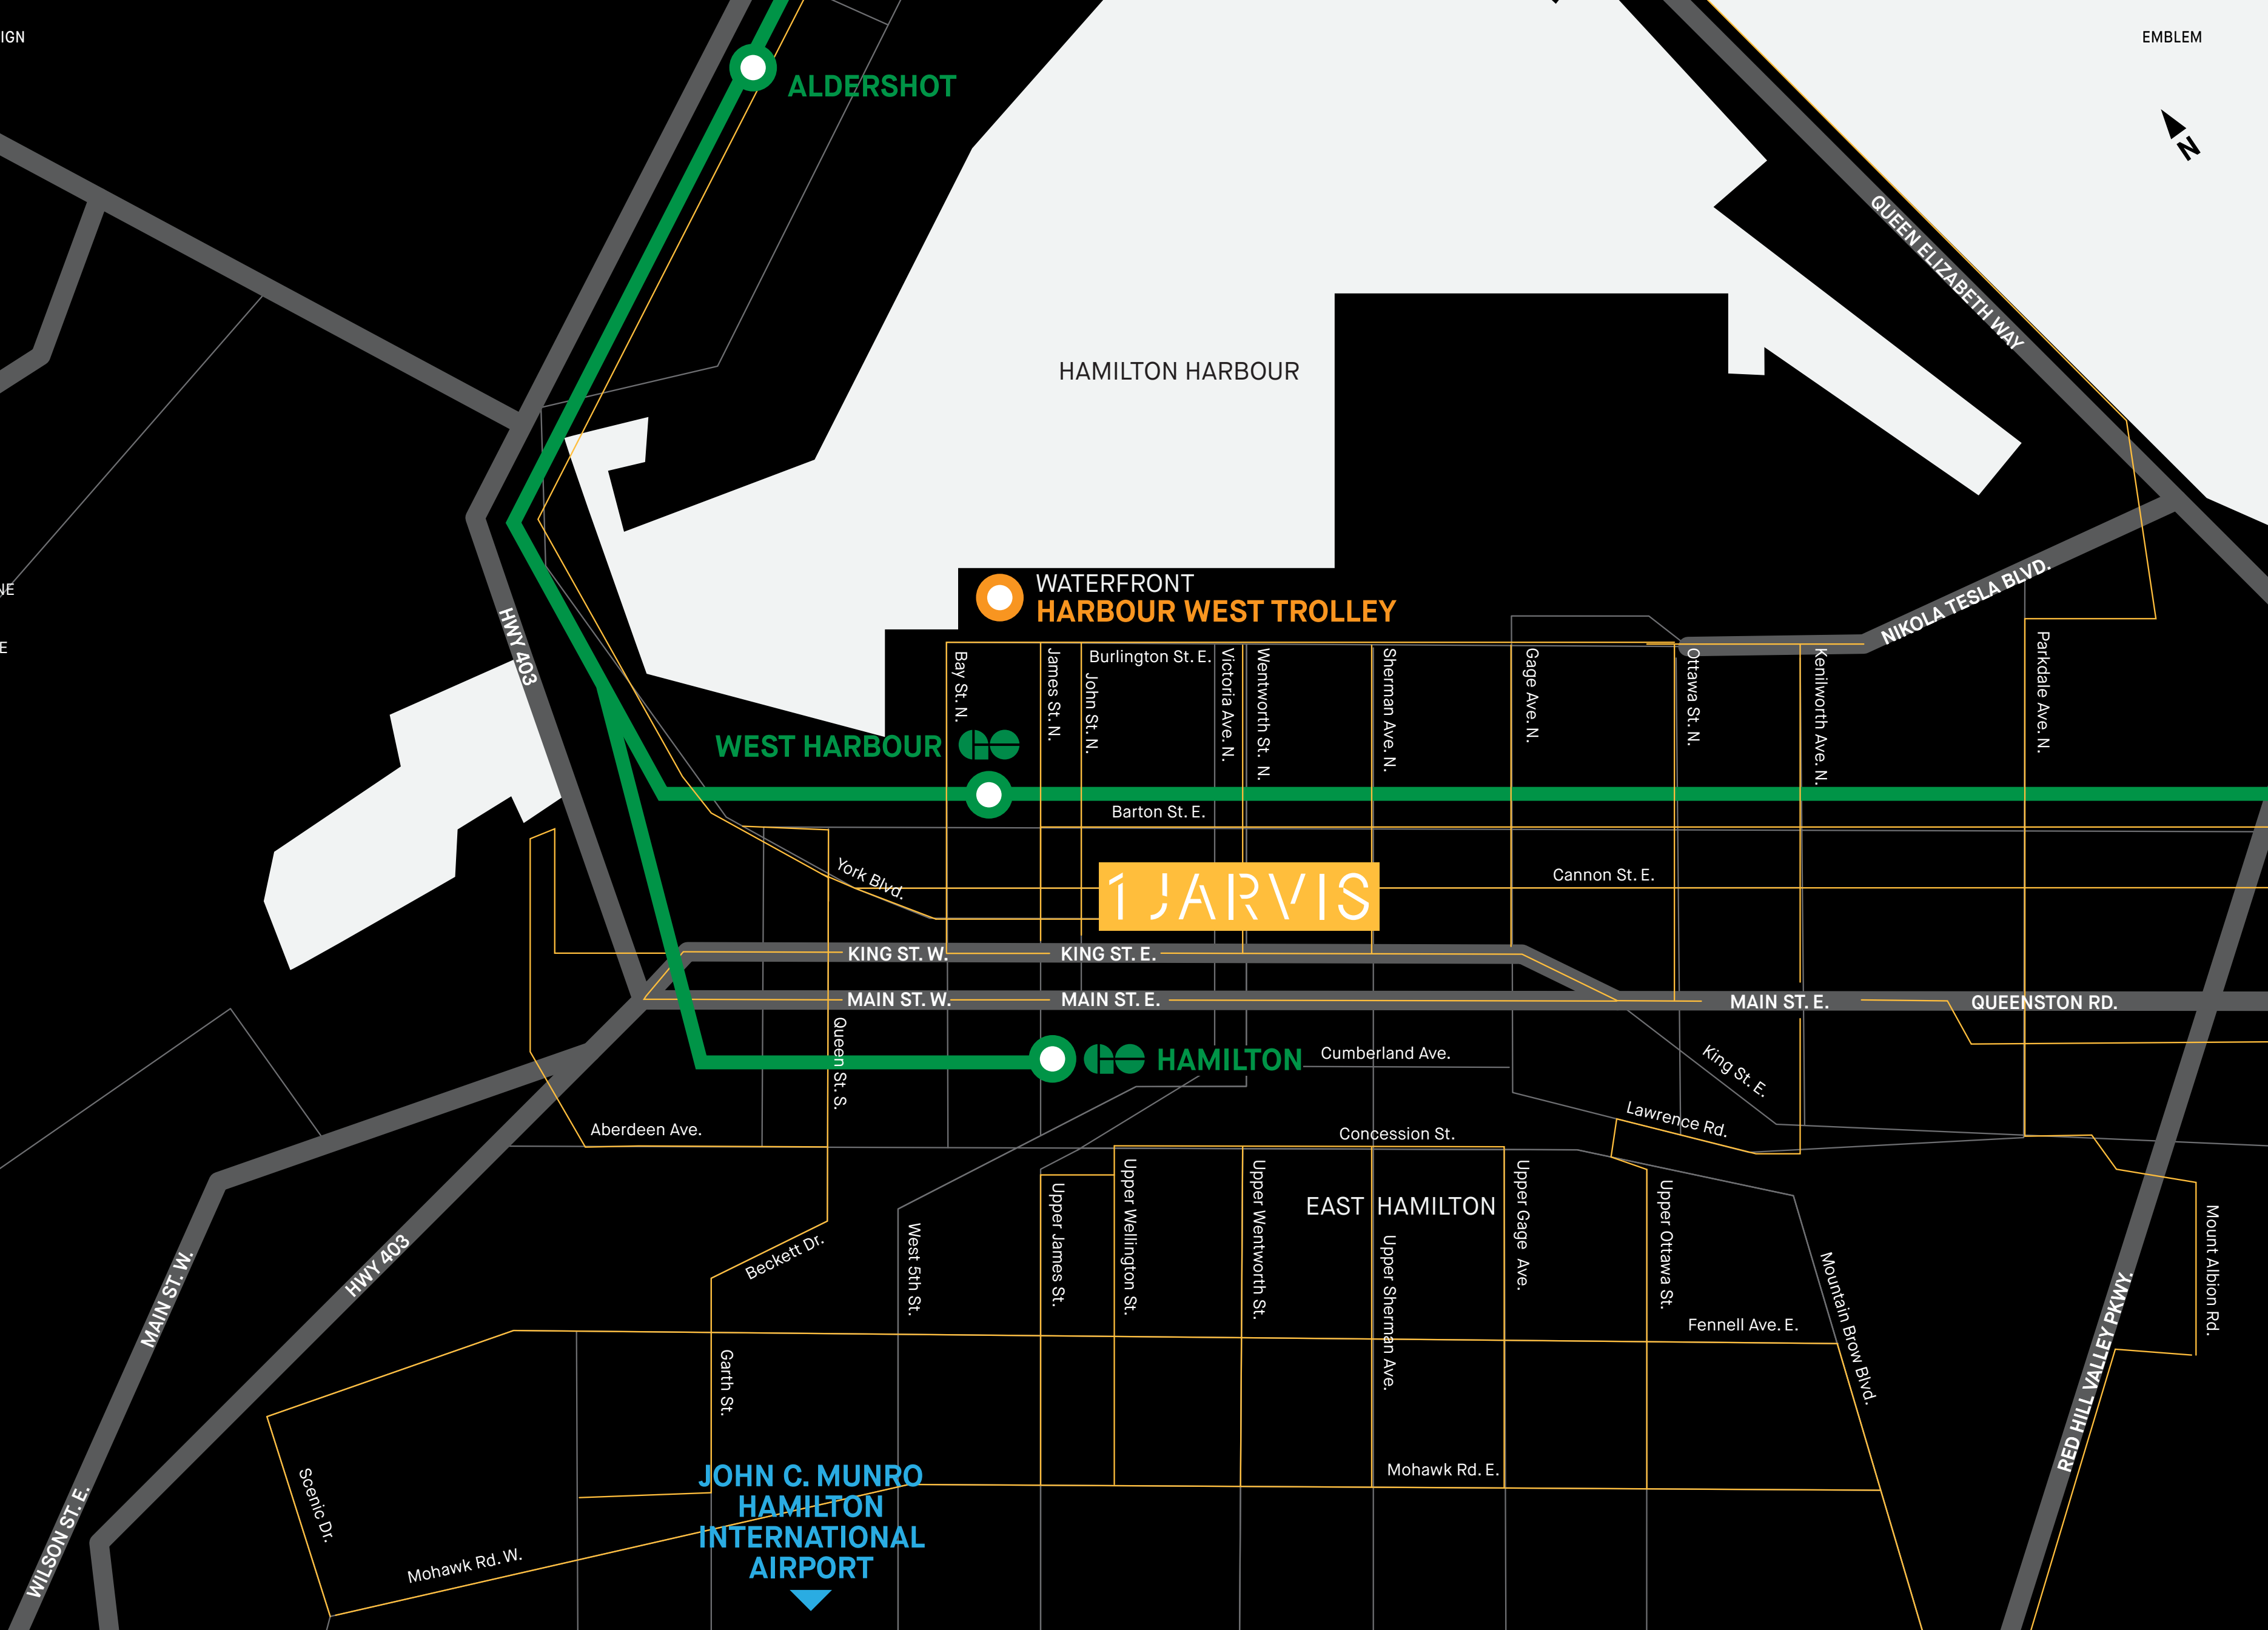 IGN
EMBLEM
ALDERSHOT
N
QUEEN ELIZABETH WAY
HAMILTON HARBOUR
NE
E
HWY 403
WATERFRONT
HARBOUR WEST TROLLEY
NIKOLA TESLA BLVD.
Bay St. N.
James St. N.
Burlington St. E.
John St. N.
Victoria Ave. N.
Wentworth St. N.
Sherman Ave. N.
Gage Ave. N.
Ottawa St. N.
Kenilworth Ave. N.
Parkdale Ave. N.
WEST HARBOUR GO
Barton St. E.
York Blvd.
1 JARVIS
Cannon St. E.
KING ST. W.
KING ST. E.
MAIN ST. W.
MAIN ST. E.
MAIN ST. E.
QUEENSTON RD.
Queen St. S.
GO HAMILTON
Cumberland Ave.
King St. E.
Lawrence Rd.
Aberdeen Ave.
Concession St.
EAST HAMILTON
Beckett Dr.
West 5th St.
Upper James St.
Upper Wellington St.
Upper Wentworth St.
Upper Sherman Ave.
Upper Gage Ave.
Upper Ottawa St.
Mountain Brow Blvd.
Mount Albion Rd.
MAIN ST. W.
HWY 403
Fennell Ave. E.
RED HILL VALLEY PKWY.
Garth St.
Scenic Dr.
Mohawk Rd. E.
JOHN C. MUNRO
HAMILTON
INTERNATIONAL
AIRPORT
WILSON ST. E.
Mohawk Rd. W.